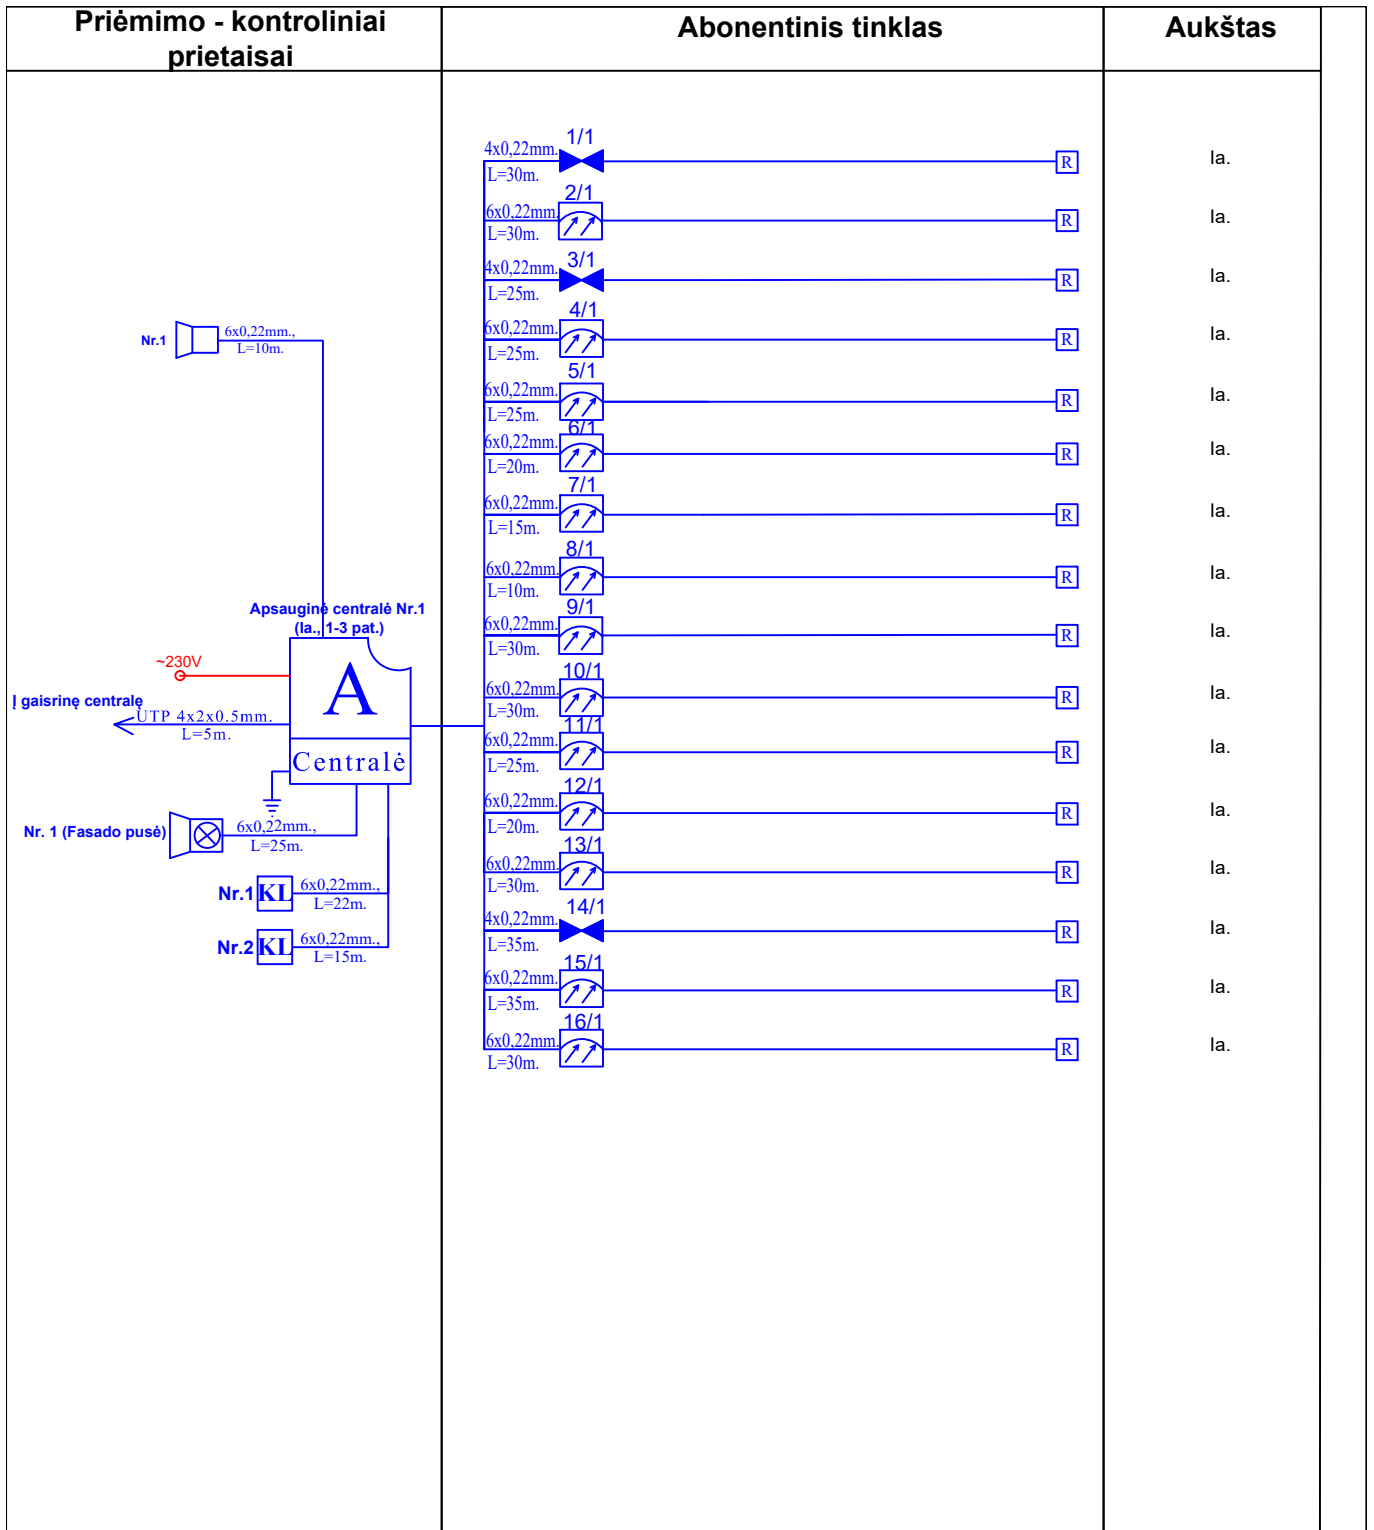 Priėmimo - kontroliniai
prietaisai
Abonentinis tinklas
Aukštas
Nr.1
6x0,22mm.,
L=10m.
Apsauginė centralė Nr.1
(Ia., 1-3 pat.)
~230V
A
Į gaisrinę centralę
UTP 4x2x0.5mm.
L=5m.
Centralė
Nr. 1 (Fasado pusė)
6x0,22mm.,
L=25m.
Nr.1
KL
6x0,22mm.,
L=22m.
Nr.2
KL
6x0,22mm.,
L=15m.
4x0,22mm.
1/1
L=30m.
R
Ia.
6x0,22mm.
2/1
L=30m.
R
Ia.
4x0,22mm.
3/1
L=25m.
R
Ia.
6x0,22mm.
4/1
L=25m.
R
Ia.
6x0,22mm.
5/1
L=25m.
R
Ia.
6x0,22mm.
6/1
L=20m.
R
Ia.
6x0,22mm.
7/1
L=15m.
R
Ia.
6x0,22mm.
8/1
L=10m.
R
Ia.
6x0,22mm.
9/1
L=30m.
R
Ia.
6x0,22mm.
10/1
L=30m.
R
Ia.
6x0,22mm.
11/1
L=25m.
R
Ia.
6x0,22mm.
12/1
L=20m.
R
Ia.
6x0,22mm.
13/1
L=30m.
R
Ia.
4x0,22mm.
14/1
L=35m.
R
Ia.
6x0,22mm.
15/1
L=35m.
R
Ia.
6x0,22mm.
16/1
L=30m.
R
Ia.